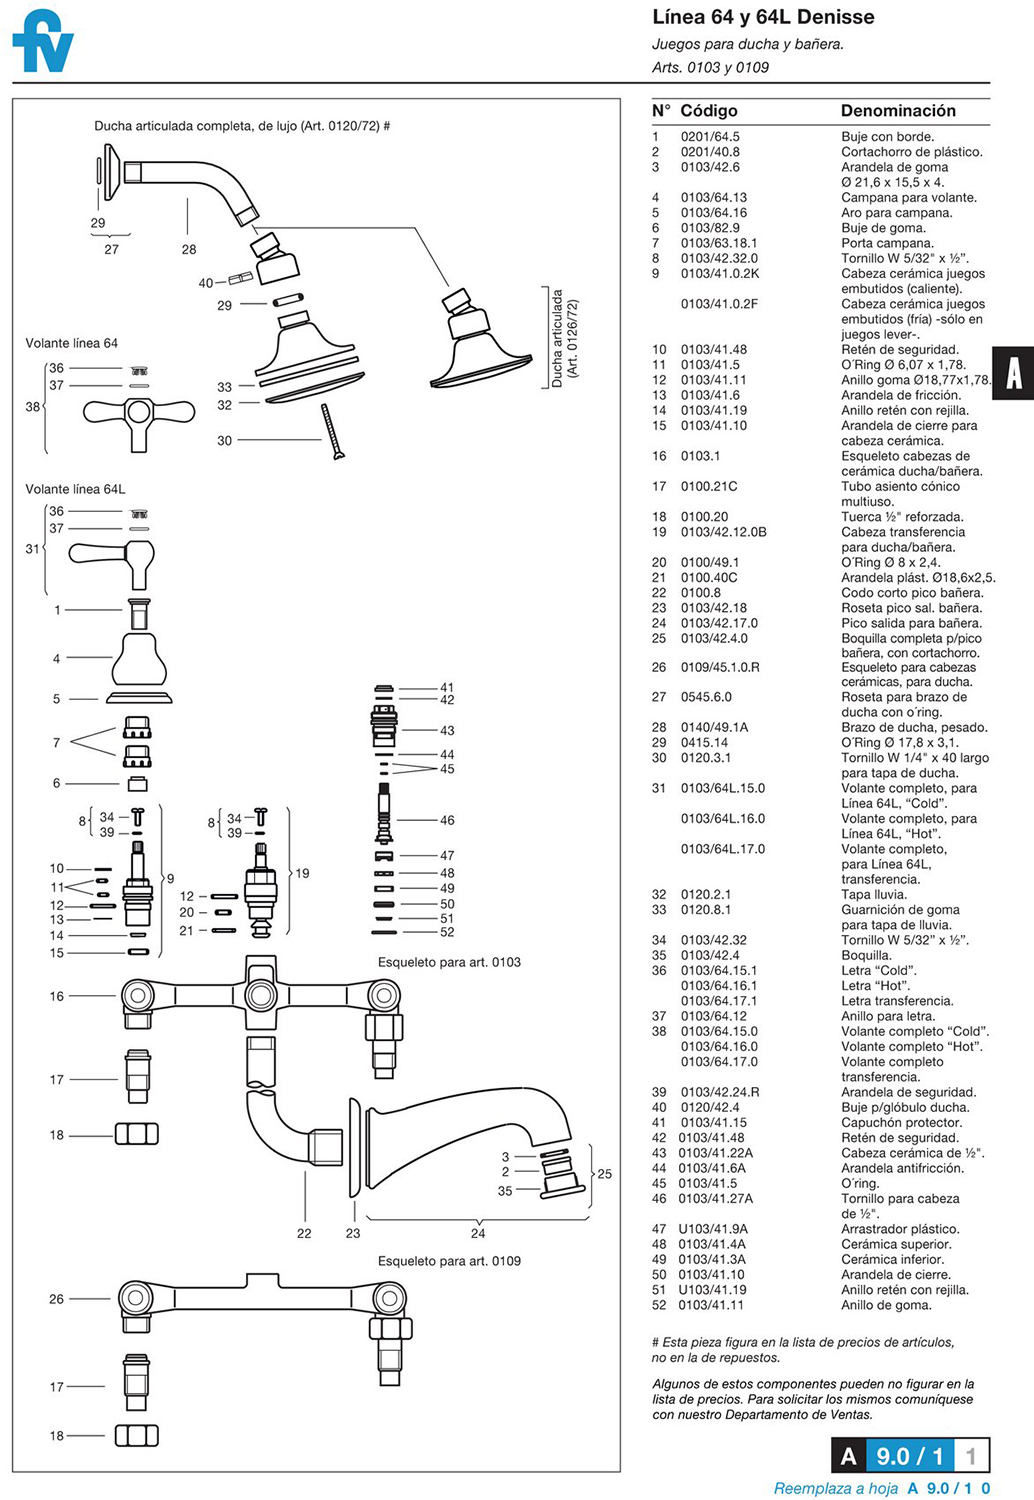 fv
Línea 64 y 64L Denisse
Juegos para ducha y bañera.
Arts. 0103 y 0109
Ducha articulada completa, de lujo (Art. 0120/72) #
29
27
28
40
29
33
32
30
Ducha articulada
(Art. 0126/72)
Volante línea 64
36
37
38
Volante línea 64L
36
37
31
1
4
5
7
6
8
34
39
8
34
39
10
11
12
13
14
15
9
12
20
21
19
41
42
43
44
45
46
47
48
49
50
51
52
Esqueleto para art. 0103
16
17
18
3
2
35
25
22
23
24
Esqueleto para art. 0109
26
17
18
N° Código Denominación
1 0201/64.5 Buje con borde.
2 0201/40.8 Cortachorro de plástico.
3 0103/42.6 Arandela de goma
Ø 21,6 x 15,5 x 4.
4 0103/64.13 Campana para volante.
5 0103/64.16 Aro para campana.
6 0103/82.9 Buje de goma.
7 0103/63.18.1 Porta campana.
8 0103/42.32.0 Tornillo W 5/32" x ½”.
9 0103/41.0.2K Cabeza cerámica juegos
embutidos (caliente).
0103/41.0.2F Cabeza cerámica juegos
embutidos (fría) -sólo en
juegos lever-.
10 0103/41.48 Retén de seguridad.
11 0103/41.5 O´Ring Ø 6,07 x 1,78.
12 0103/41.11 Anillo goma Ø18,77x1,78.
13 0103/41.6 Arandela de fricción.
14 0103/41.19 Anillo retén con rejilla.
15 0103/41.10 Arandela de cierre para
cabeza cerámica.
16 0103.1 Esqueleto cabezas de
cerámica ducha/bañera.
17 0100.21C Tubo asiento cónico
multiuso.
18 0100.20 Tuerca ½" reforzada.
19 0103/42.12.0B Cabeza transferencia
para ducha/bañera.
20 0100/49.1 O´Ring Ø 8 x 2,4.
21 0100.40C Arandela plást. Ø18,6x2,5.
22 0100.8 Codo corto pico bañera.
23 0103/42.18 Roseta pico sal. bañera.
24 0103/42.17.0 Pico salida para bañera.
25 0103/42.4.0 Boquilla completa p/pico
bañera, con cortachorro.
26 0109/45.1.0.R Esqueleto para cabezas
cerámicas, para ducha.
27 0545.6.0 Roseta para brazo de
ducha con o´ring.
28 0140/49.1A Brazo de ducha, pesado.
29 0415.14 O´Ring Ø 17,8 x 3,1.
30 0120.3.1 Tornillo W 1/4" x 40 largo
para tapa de ducha.
31 0103/64L.15.0 Volante completo, para
Línea 64L, “Cold”.
0103/64L.16.0 Volante completo, para
Línea 64L, “Hot”.
0103/64L.17.0 Volante completo,
para Línea 64L,
transferencia.
32 0120.2.1 Tapa lluvia.
33 0120.8.1 Guarnición de goma
para tapa de lluvia.
34 0103/42.32 Tornillo W 5/32” x ½”.
35 0103/42.4 Boquilla.
36 0103/64.15.1 Letra “Cold”.
0103/64.16.1 Letra “Hot”.
0103/64.17.1 Letra transferencia.
37 0103/64.12 Anillo para letra.
38 0103/64.15.0 Volante completo “Cold”.
0103/64.16.0 Volante completo “Hot”.
0103/64.17.0 Volante completo
transferencia.
39 0103/42.24.R Arandela de seguridad.
40 0120/42.4 Buje p/glóbulo ducha.
41 0103/41.15 Capuchón protector.
42 0103/41.48 Retén de seguridad.
43 0103/41.22A Cabeza cerámica de ½".
44 0103/41.6A Arandela antifricción.
45 0103/41.5 O´ring.
46 0103/41.27A Tornillo para cabeza
de ½".
47 U103/41.9A Arrastrador plástico.
48 0103/41.4A Cerámica superior.
49 0103/41.3A Cerámica inferior.
50 0103/41.10 Arandela de cierre.
51 U103/41.19 Anillo retén con rejilla.
52 0103/41.11 Anillo de goma.
# Esta pieza figura en la lista de precios de artículos,
no en la de repuestos.
Algunos de estos componentes pueden no figurar en la
lista de precios. Para solicitar los mismos comuníquese
con nuestro Departamento de Ventas.
A
A 9.0 / 1 1
Reemplaza a hoja A 9.0 / 1 0